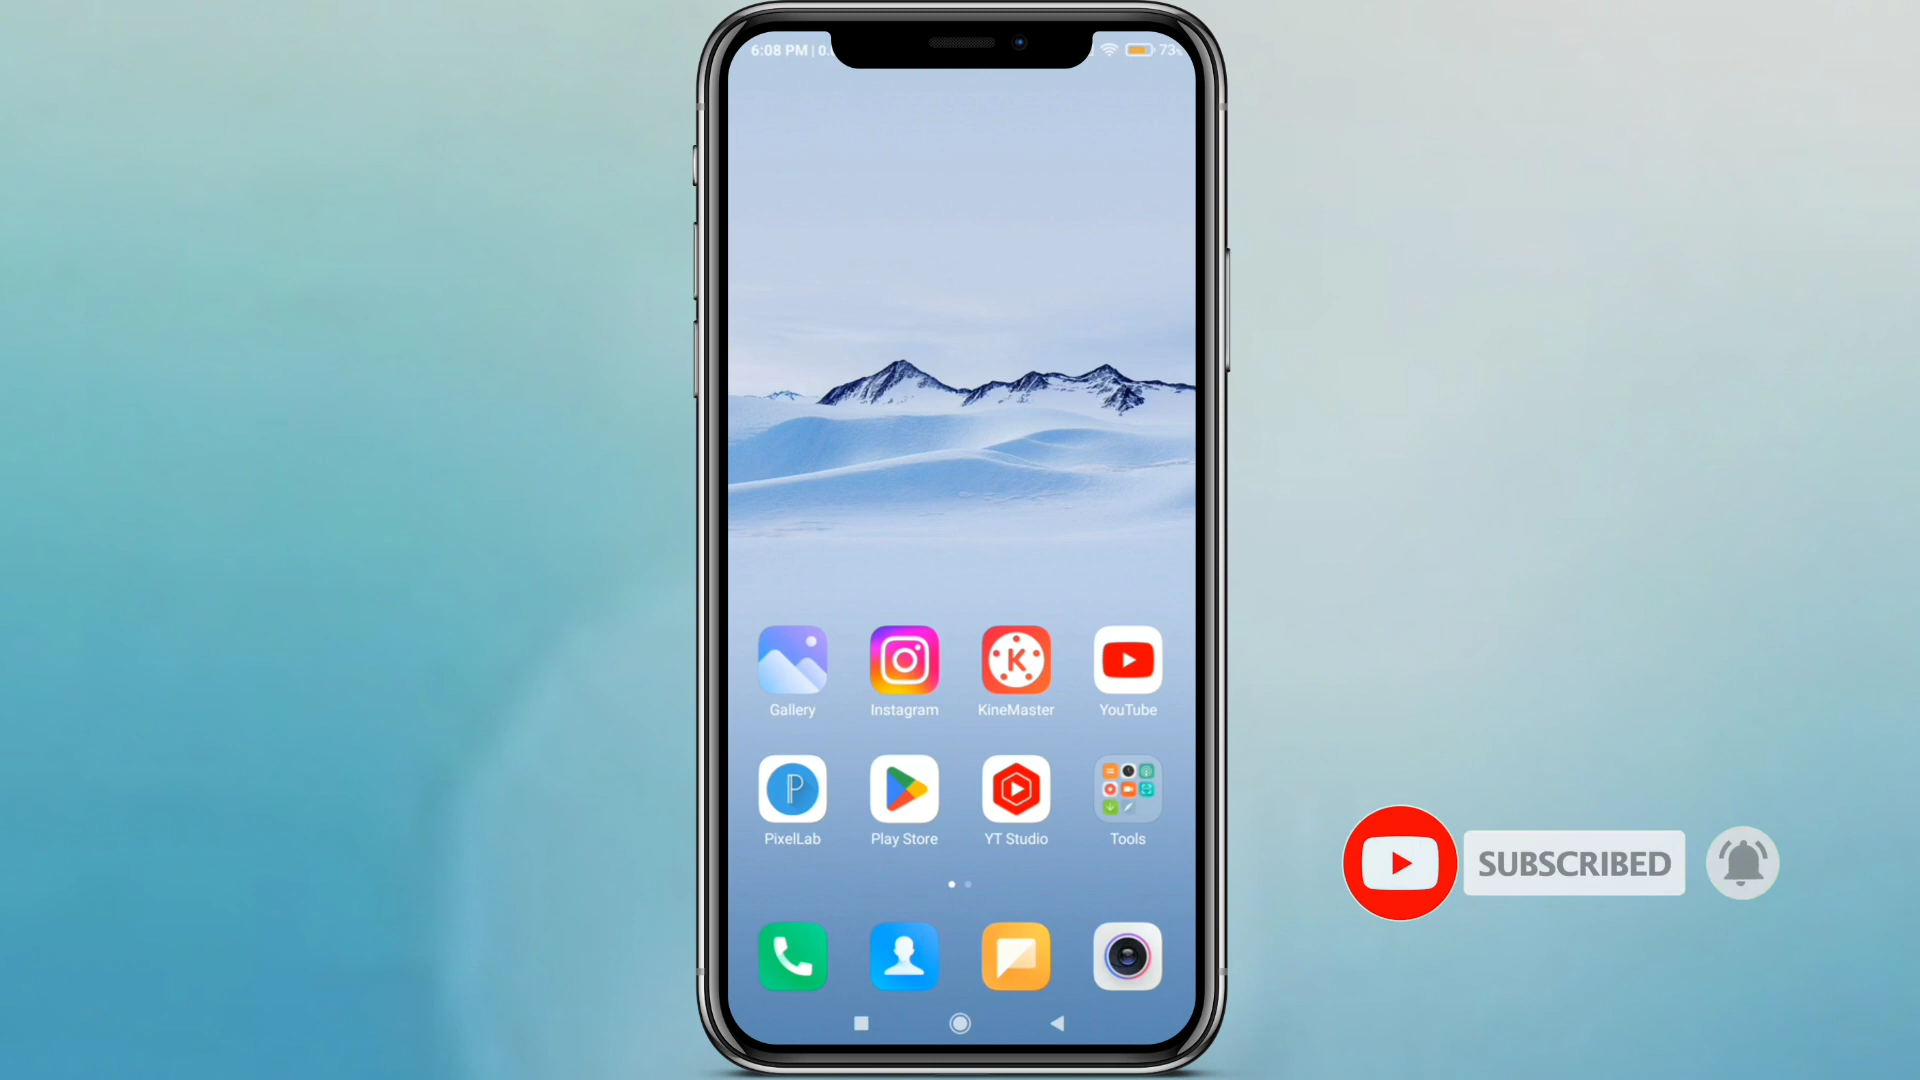 6:08 PM | 0. 73
Gallery Instagram KineMaster YouTube
PixelLab Play Store YT Studio Tools
SUBSCRIBED